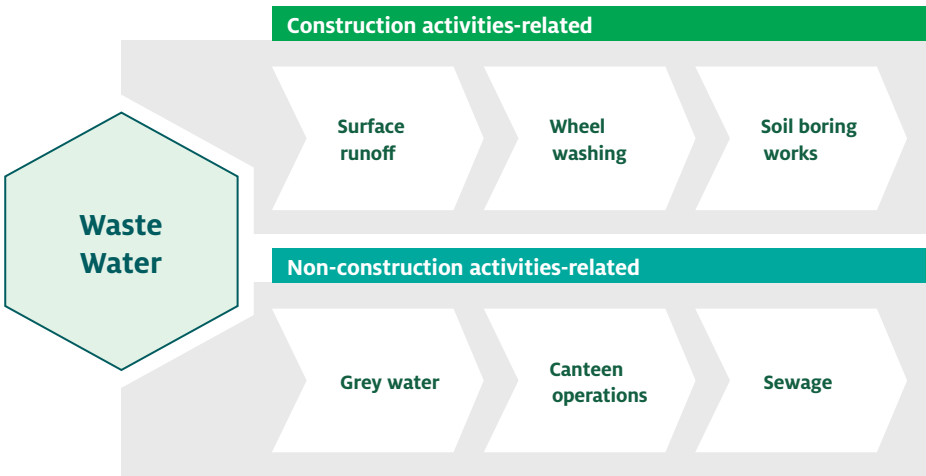 Construction activities-related
Surface
runoff
Wheel
washing
Soil boring
works
Waste
Water
Non-construction activities-related
Grey water
Canteen
operations
Sewage